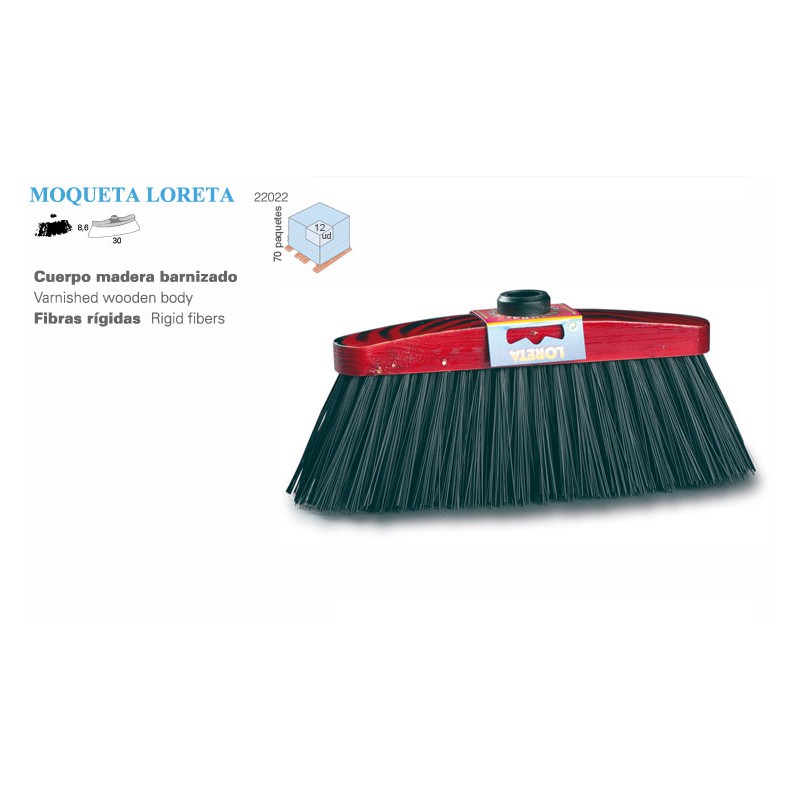 MOQUETA LORETA 22022
8,6
30
70 paquetes
12
ud
Cuerpo madera barnizado
Varnished wooden body
Fibras rígidas Rigid fibers
LORETA